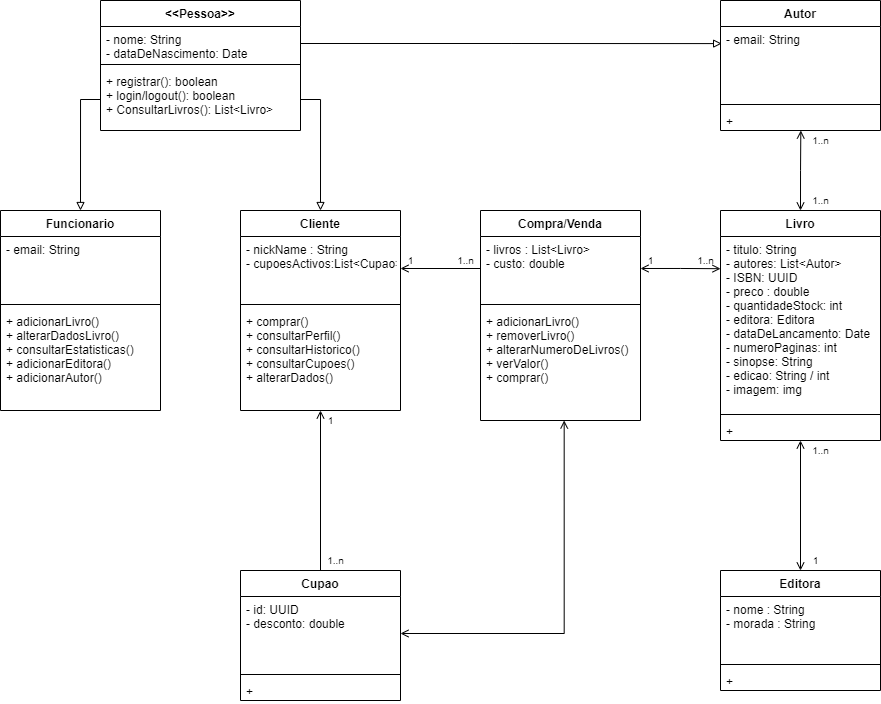 <<Pessoa>>
- nome: String
- dataDeNascimento: Date
+ registrar(): boolean
+ login/logout(): boolean
+ ConsultarLivros(): List<Livro>
Autor
- email: String
+
1..n
1..n
Funcionario
- email: String
+ adicionarLivro()
+ alterarDadosLivro()
+ consultarEstatisticas()
+ adicionarEditora()
+ adicionarAutor()
Cliente
- nickName : String
- cupoesActivos:List<Cupao>
+ comprar()
+ consultarPerfil()
+ consultarHistorico()
+ consultarCupoes()
+ alterarDados()
1
1..n
Compra/Venda
- livros : List<Livro>
- custo: double
+ adicionarLivro()
+ removerLivro()
+ alterarNumeroDeLivros()
+ verValor()
+ comprar()
1
1..n
Livro
- titulo: String
- autores: List<Autor>
- ISBN: UUID
- preco : double
- quantidadeStock: int
- editora: Editora
- dataDeLancamento: Date
- numeroPaginas: int
- sinopse: String
- edicao: String / int
- imagem: img
+
1
1..n
1..n
1
Cupao
- id: UUID
- desconto: double
+
Editora
- nome : String
- morada : String
+